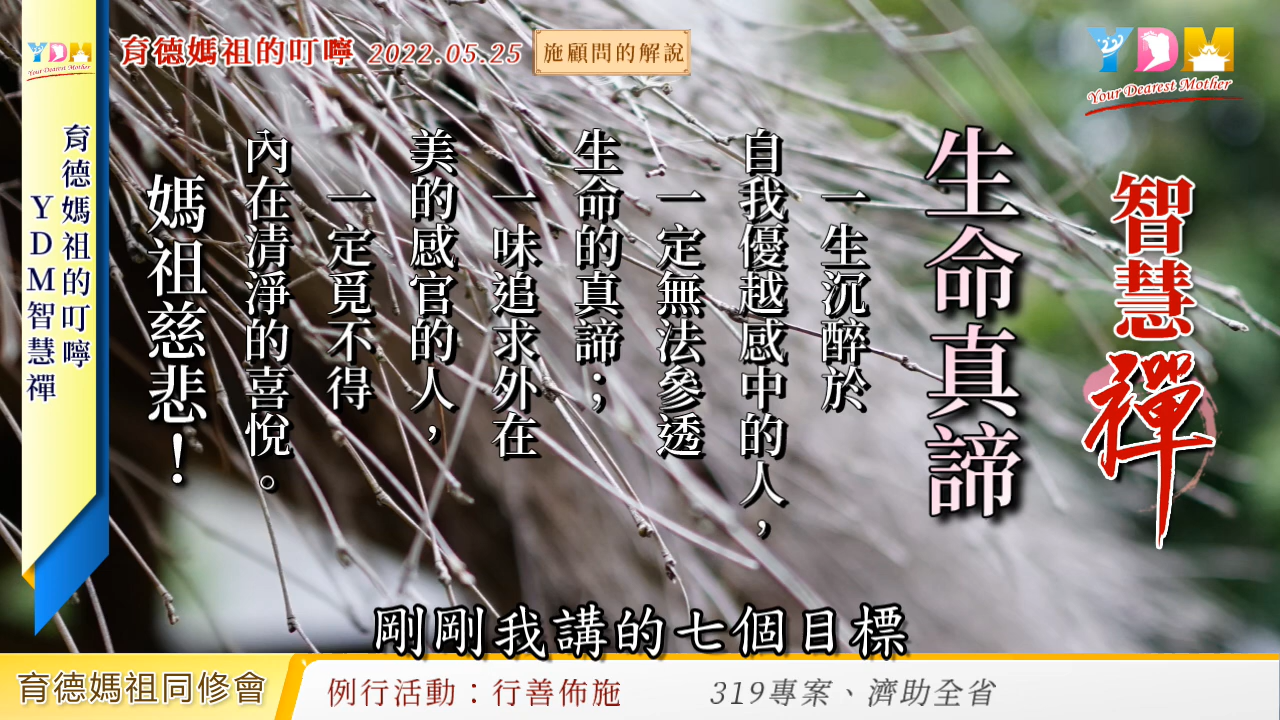 YDM
Your Dearest Mother
育德媽祖的叮嚀 2022.05.25
施顧問的解說
YDM
Your Dearest Mother
智慧禪
生命真諦
一生沉醉於
自我優越感中的人，
一定無法參透
生命的真諦；
一味追求外在
美的感官的人，
一定覓不得
內在清淨的喜悅。
媽祖慈悲！
育德媽祖的叮嚀
YDM智慧禪
剛剛我講的七個目標
育德媽祖同修會
例行活動：行善佈施
319專案、濟助全省